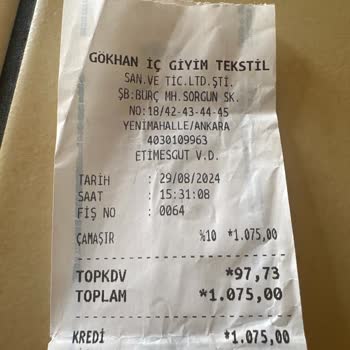 GÖKHAN İÇ GİYİM TEKSTİL
SAN.VE TİC.LTD.ŞTİ.
ŞB:BURÇ MH.SORGUN SK.
NO:18/42-43-44-45
YENİMAHALLE/ANKARA
4030109963
ETİMESGUT V.D.
TARİH : 29/08/2024
SAAT : 15:31:08
FİŞ NO : 0064
ÇAMAŞIR %10 *1.075,00
TOPKDV *97,73
TOPLAM *1.075,00
KREDİ *1.075,00